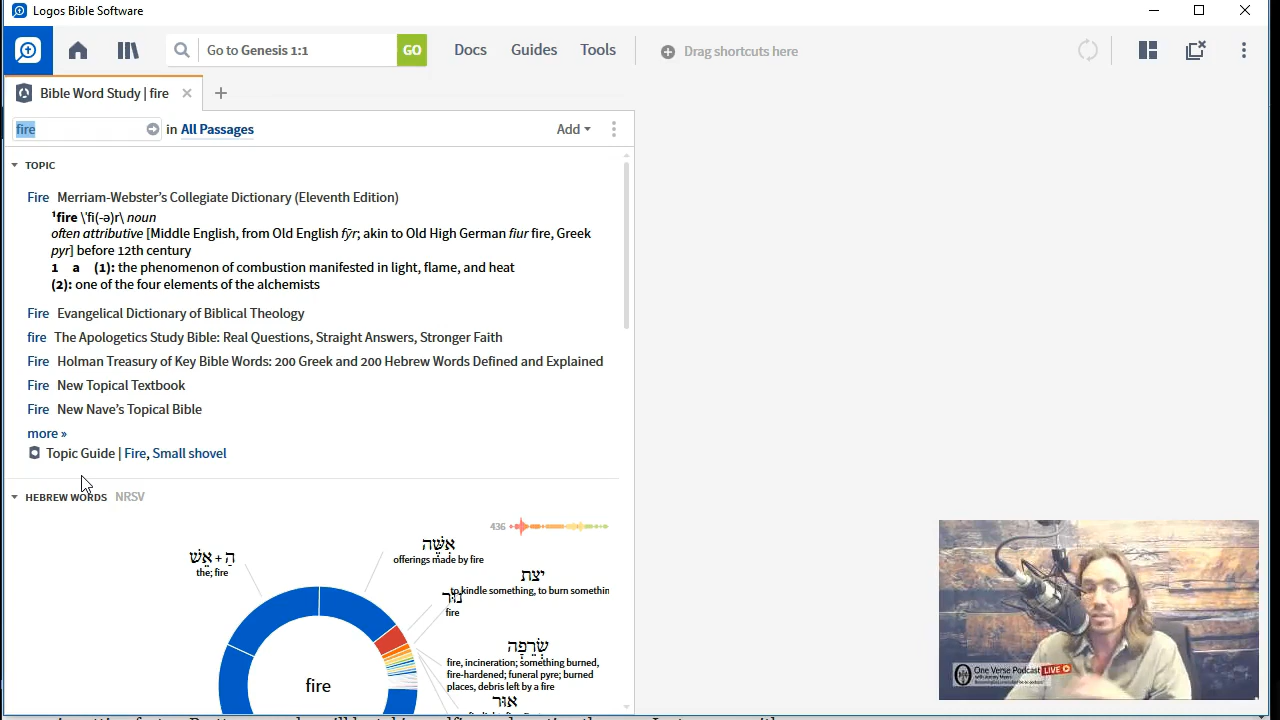 Logos Bible Software
Go to Genesis 1:1
GO
Docs
Guides
Tools
Drag shortcuts here
Bible Word Study | fire
fire
in All Passages
Add
TOPIC
Fire Merriam-Webster's Collegiate Dictionary (Eleventh Edition)
¹fire \ˈfi(-ə)r\ noun
often attributive [Middle English, from Old English fȳr; akin to Old High German fiur fire, Greek
pyr] before 12th century
1 a (1): the phenomenon of combustion manifested in light, flame, and heat
(2): one of the four elements of the alchemists
Fire Evangelical Dictionary of Biblical Theology
fire The Apologetics Study Bible: Real Questions, Straight Answers, Stronger Faith
Fire Holman Treasury of Key Bible Words: 200 Greek and 200 Hebrew Words Defined and Explained
Fire New Topical Textbook
Fire New Nave's Topical Bible
more »
Topic Guide | Fire, Small shovel
HEBREW WORDS NRSV
436
אִשֶּׁה
offerings made by fire
הַ + אֵשׁ
the; fire
יצת
to kindle something, to burn somethin
נוּר
fire
שְׂרֵפָה
fire, incineration; something burned,
fire-hardened; funeral pyre; burned
places, debris left by a fire
אוּר
fire
One Verse Podcast LIVE
with Jeremy Myers